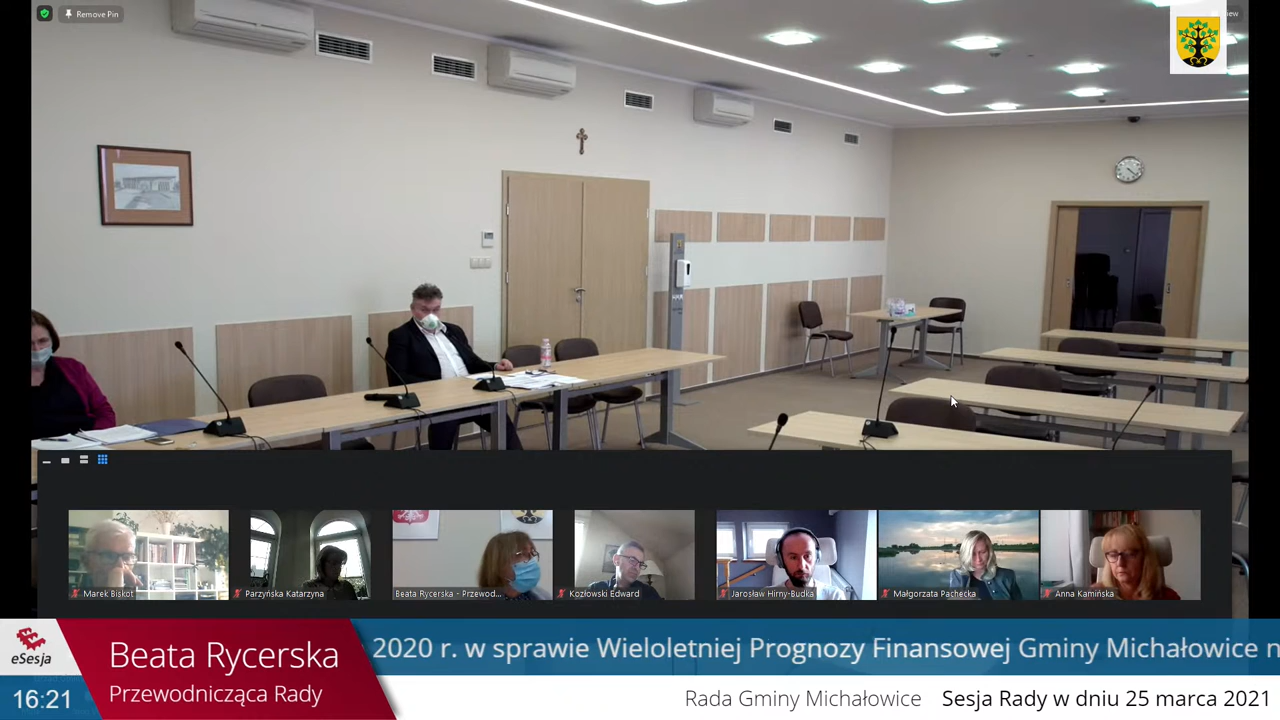 Remove Pin
View
Marek Biskot
Parzyńska Katarzyna
Beata Rycerska - Przewod...
Kozłowski Edward
Jarosław Hirny-Budka
Małgorzata Pachecka
Anna Kamińska
eSesja
Beata Rycerska
Przewodnicząca Rady
2020 r. w sprawie Wieloletniej Prognozy Finansowej Gminy Michałowice n
16:21
Rada Gminy Michałowice Sesja Rady w dniu 25 marca 2021